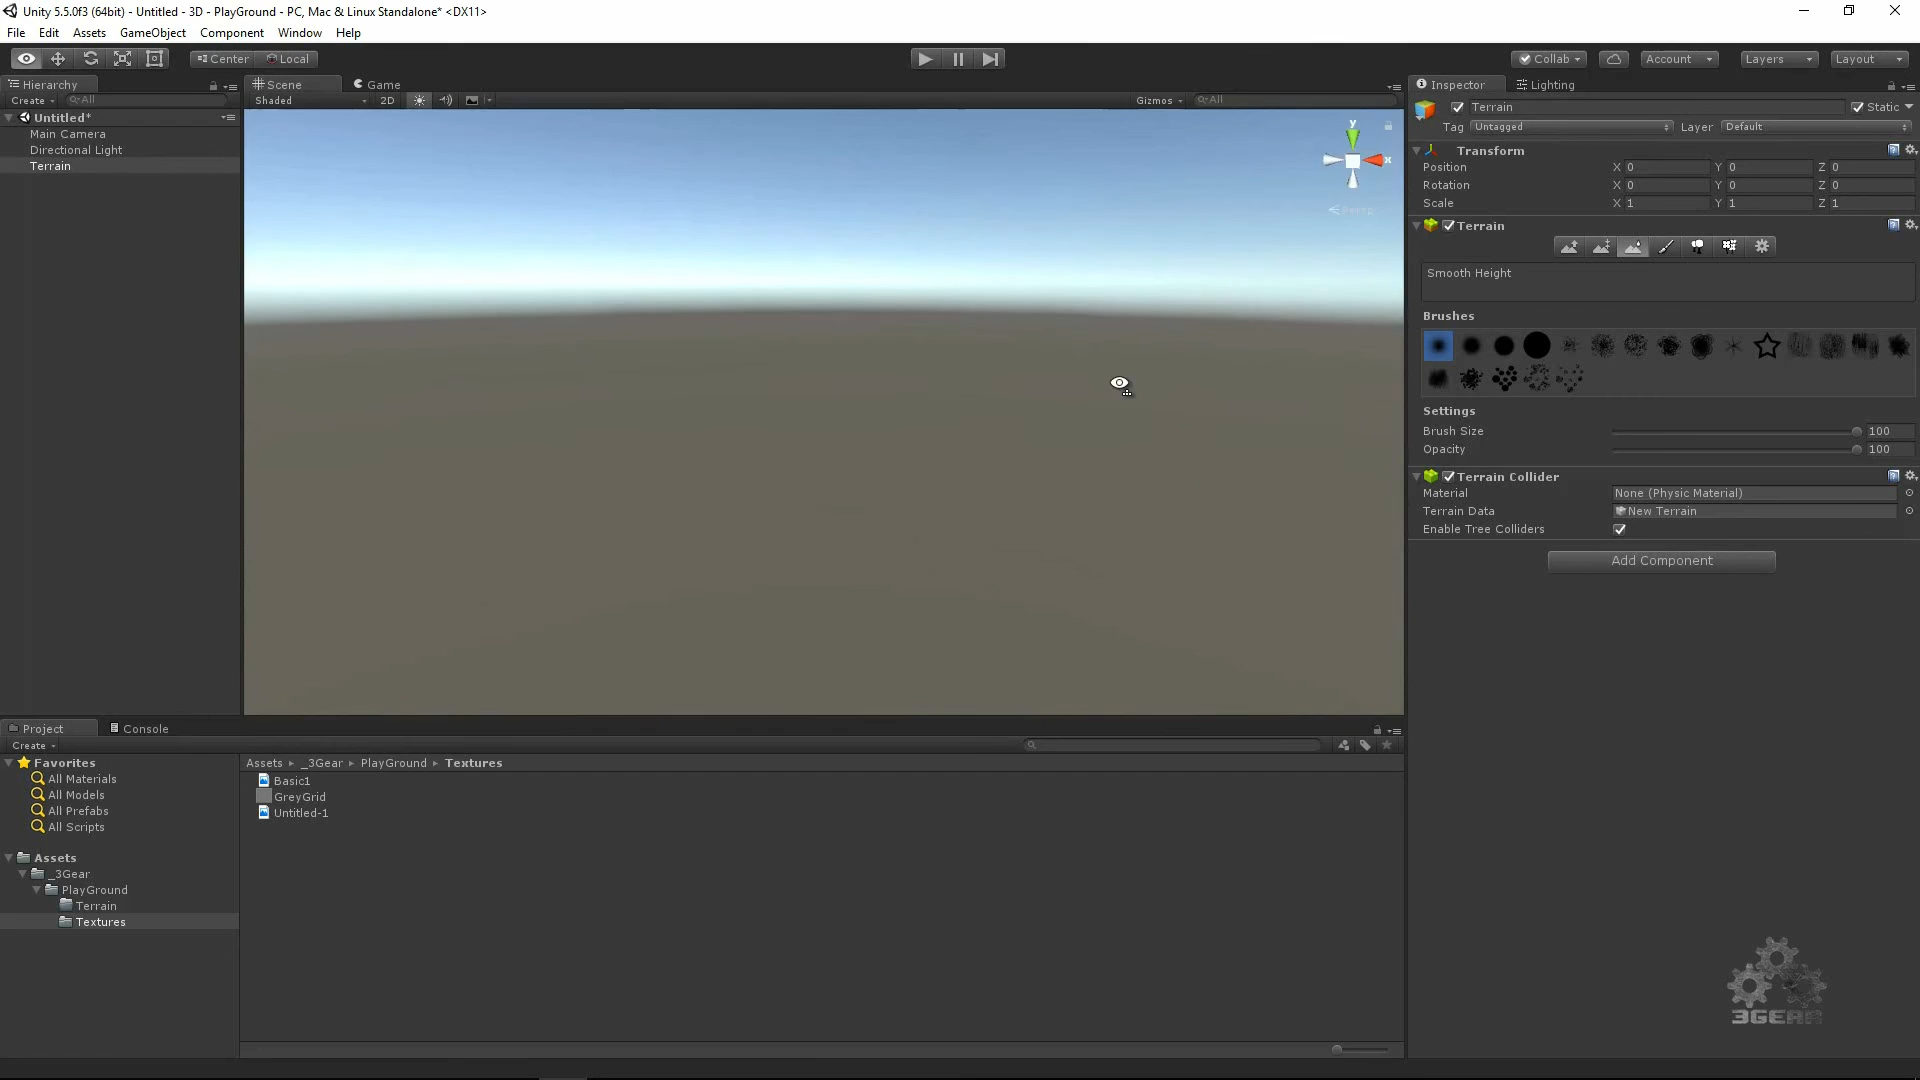 Unity 5.5.0f3 (64bit) - Untitled - 3D - PlayGround - PC, Mac & Linux Standalone* <DX11>
File Edit Assets GameObject Component Window Help
Center Local
Collab Account Layers Layout
Hierarchy
Create All
Untitled*
Main Camera
Directional Light
Terrain
Scene Game
Shaded 2D Gizmos All
y
x
Persp
Inspector Lighting
Terrain Static
Tag Untagged Layer Default
Transform
Position X 0 Y 0 Z 0
Rotation X 0 Y 0 Z 0
Scale X 1 Y 1 Z 1
Terrain
Smooth Height
Brushes
Settings
Brush Size 100
Opacity 100
Terrain Collider
Material None (Physic Material)
Terrain Data New Terrain
Enable Tree Colliders
Add Component
Project Console
Create
Favorites
All Materials
All Models
All Prefabs
All Scripts
Assets
_3Gear
PlayGround
Terrain
Textures
Assets _3Gear PlayGround Textures
Basic1
GreyGrid
Untitled-1
3GEAR